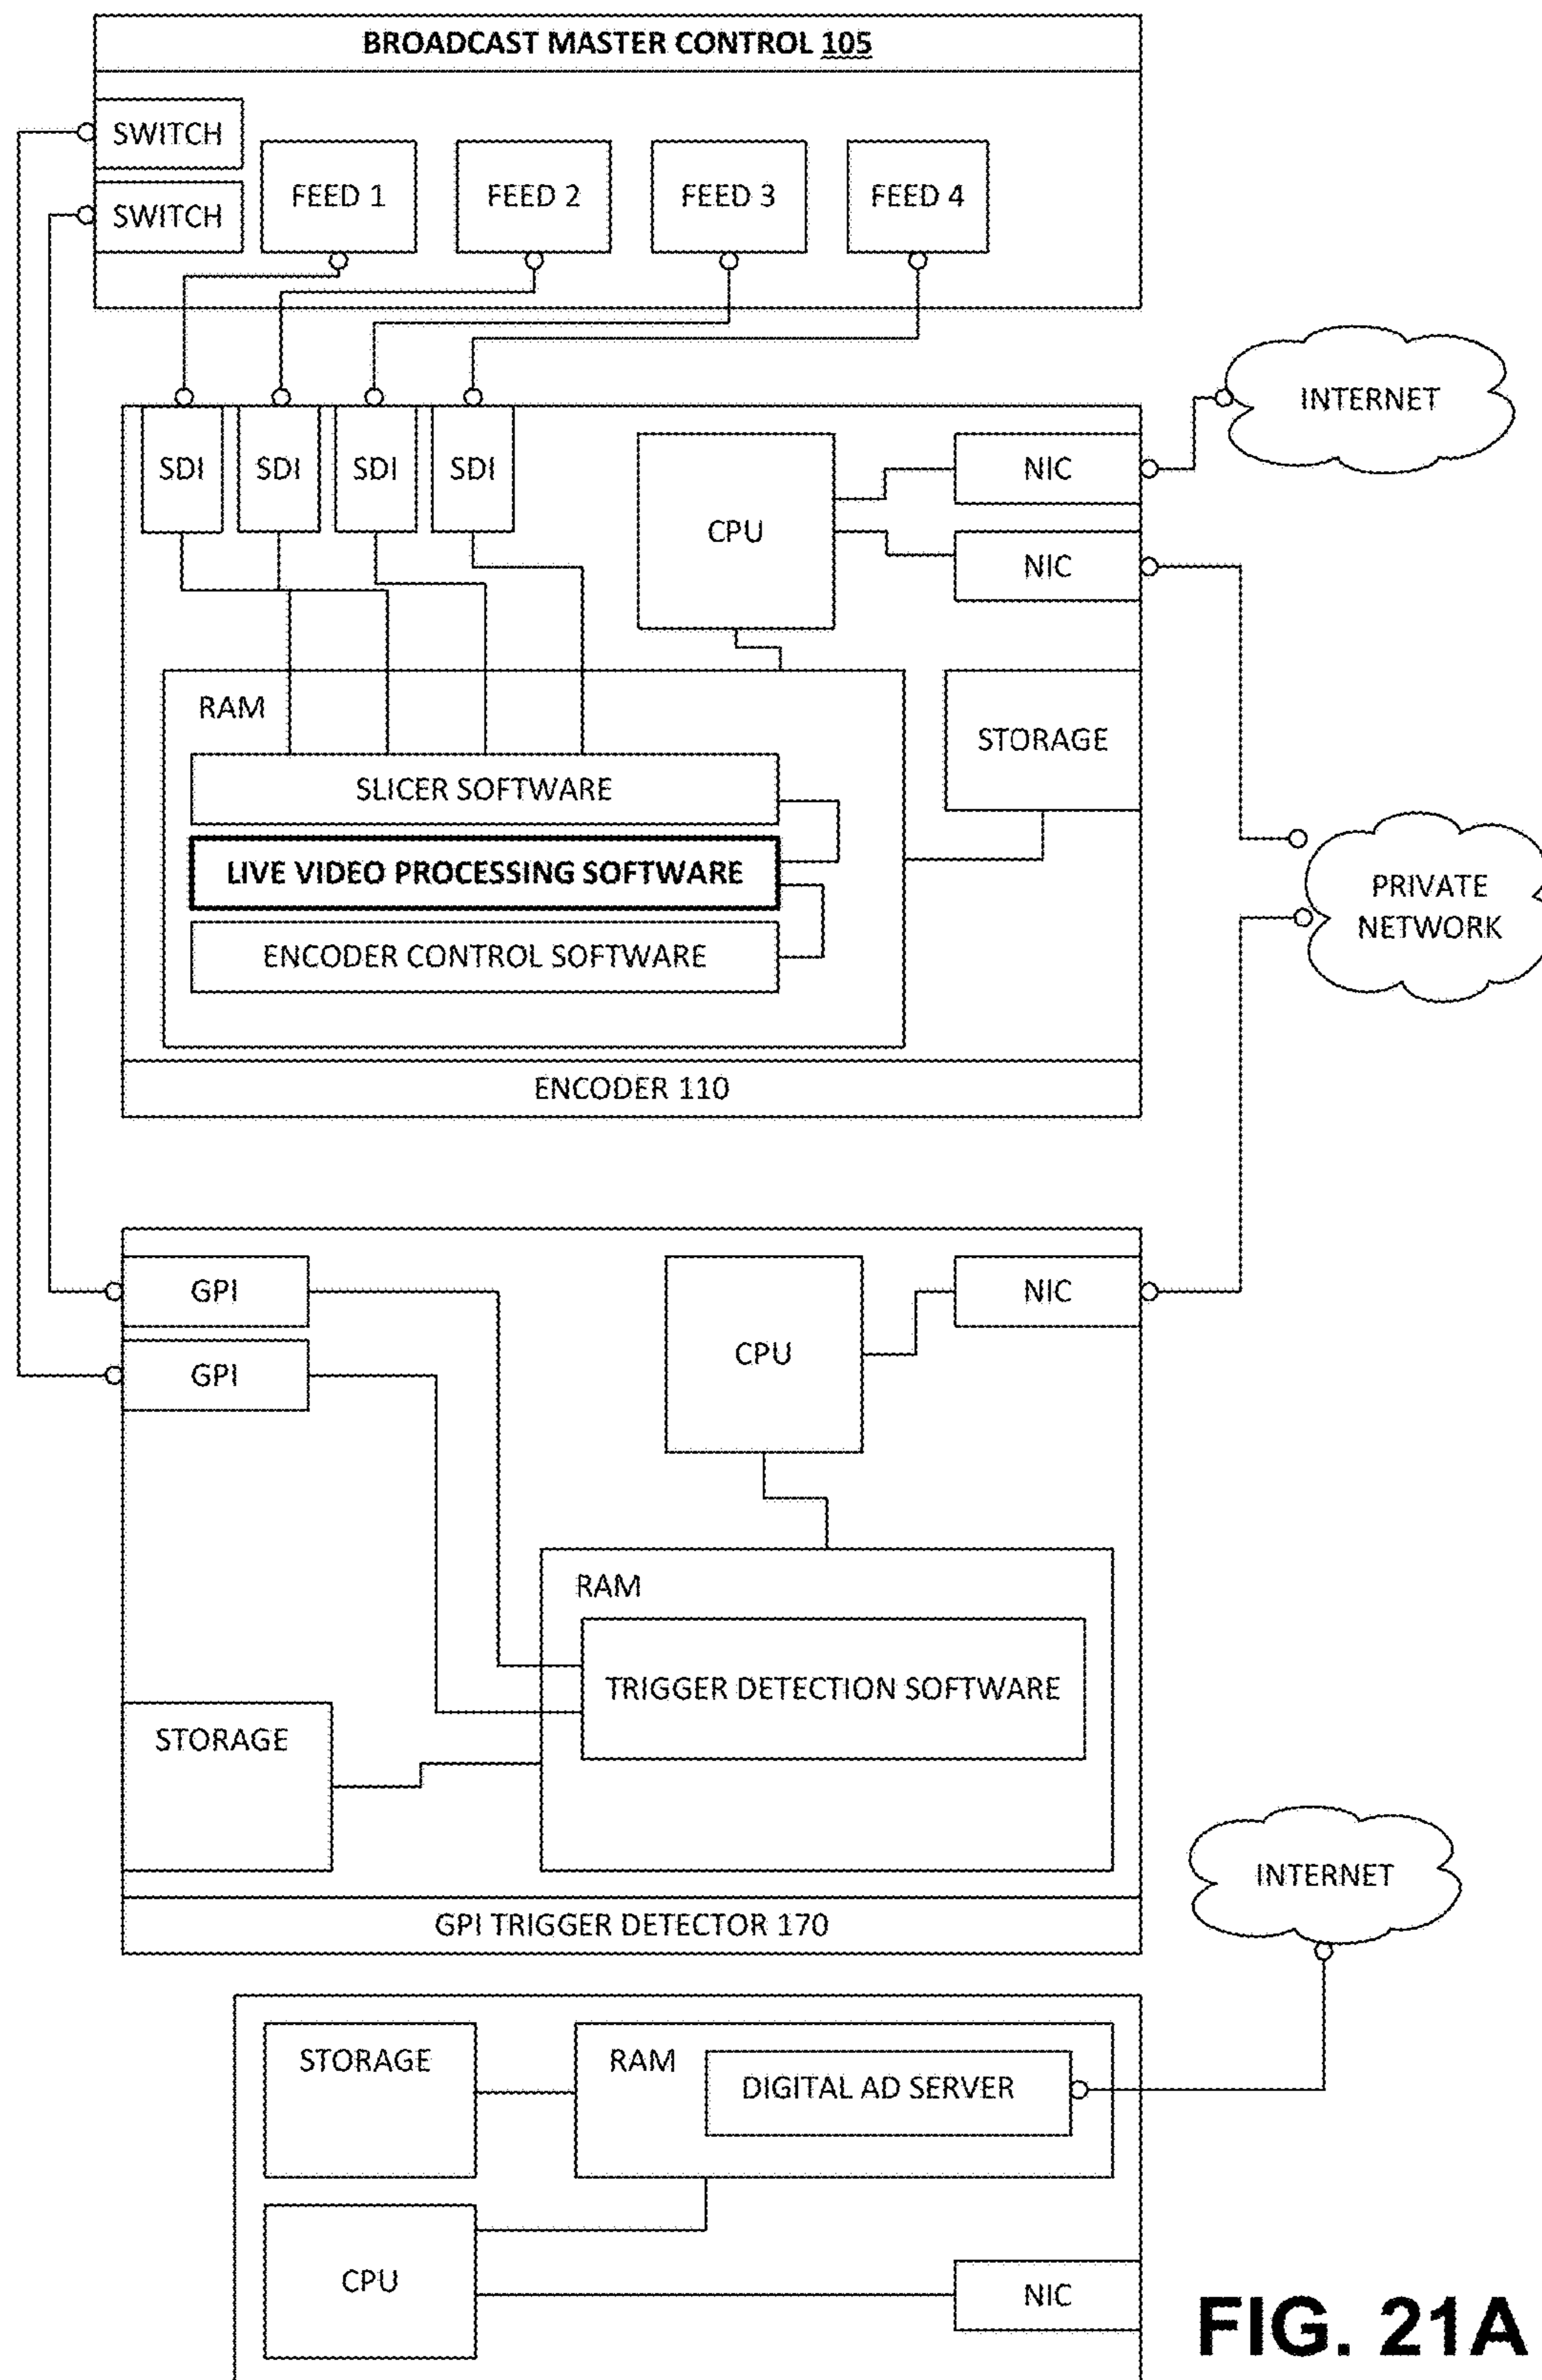 BROADCAST MASTER CONTROL 105
SWITCH
SWITCH
FEED 1
FEED 2
FEED 3
FEED 4
INTERNET
SDI
SDI
SDI
SDI
CPU
NIC
NIC
RAM
STORAGE
SLICER SOFTWARE
LIVE VIDEO PROCESSING SOFTWARE
ENCODER CONTROL SOFTWARE
PRIVATE
NETWORK
ENCODER 110
GPI
GPI
CPU
NIC
RAM
TRIGGER DETECTION SOFTWARE
STORAGE
GPI TRIGGER DETECTOR 170
INTERNET
STORAGE
RAM
DIGITAL AD SERVER
CPU
NIC
FIG. 21A